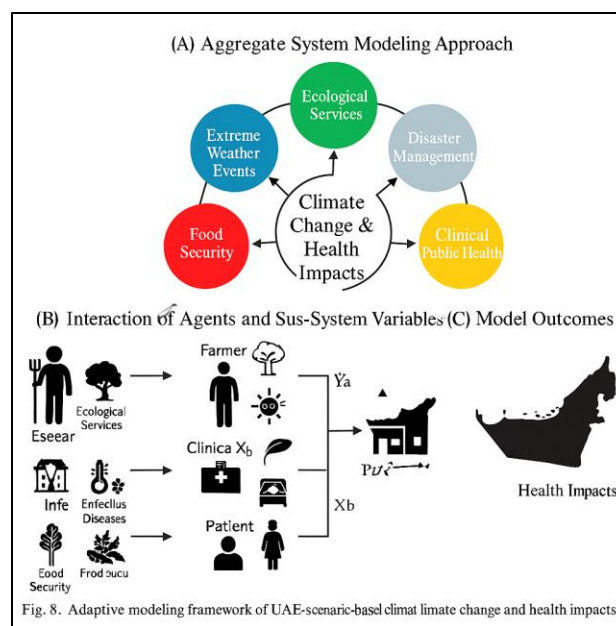 (A) Aggregate System Modeling Approach
Ecological
Services
Extreme
Weather
Events
Disaster
Management
Food
Security
Climate
Change &
Health
Impacts
Clinical
Public Health
(B) Interaction of Agents and Sus-System Variables (C) Model Outcomes
Farmer
Ecological
Services
Eseear
Ÿa
Clinica Xb
Infe
Enfecllus
Diseases
Xb
Patient
Eood
Security
Health Impacts
Fig. 8. Adaptive modeling framework of UAE-scenaric-basel climat limate change and health impacts